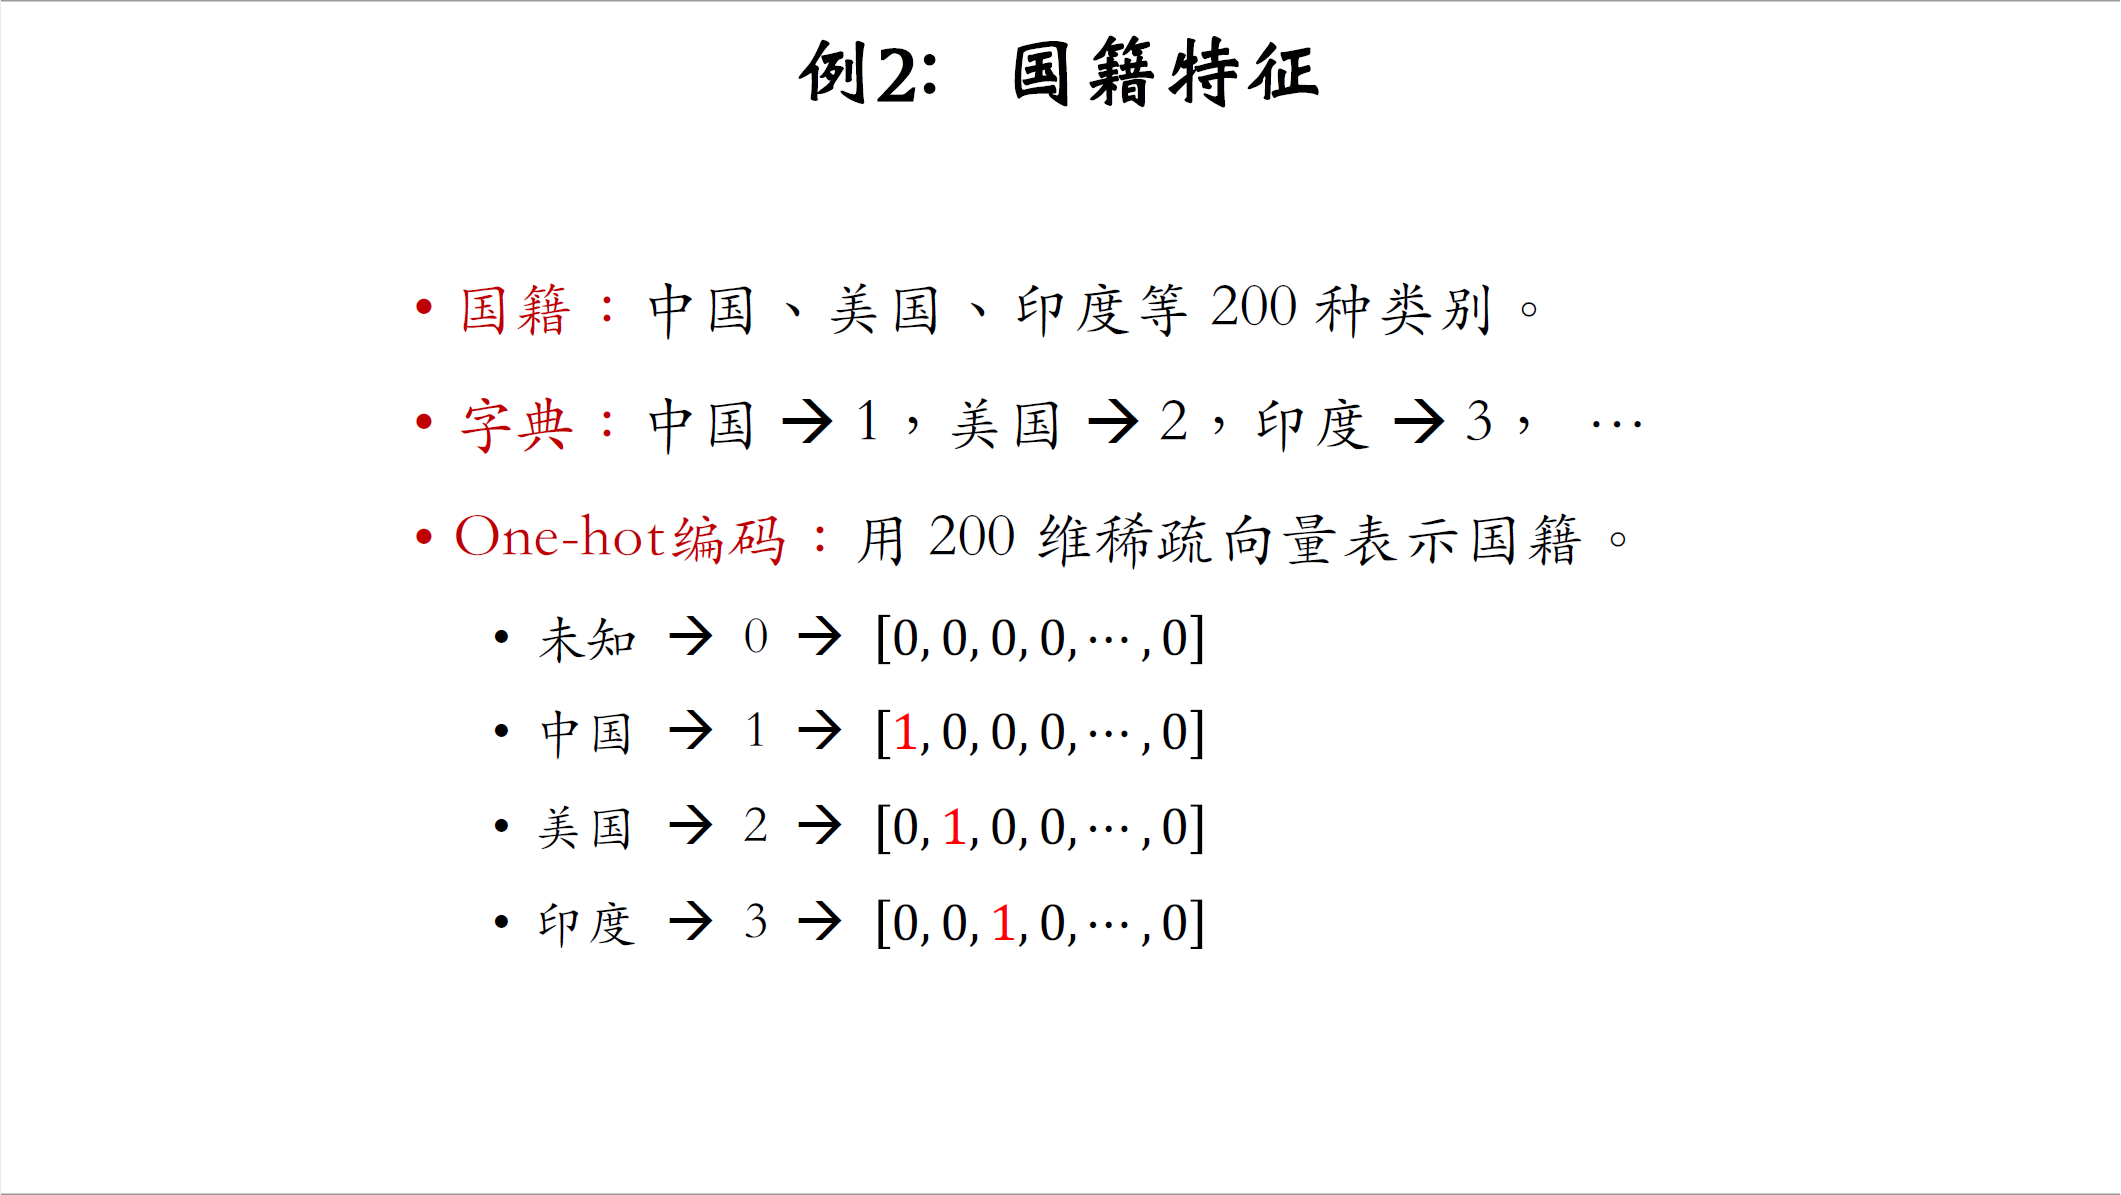 例2： 国籍特征
• 国籍：中国、美国、印度等 200 种类别。
• 字典：中国 → 1，美国 → 2，印度 → 3， …
• One-hot编码：用 200 维稀疏向量表示国籍。
• 未知 → 0 → [0, 0, 0, 0, ⋯ , 0]
• 中国 → 1 → [1, 0, 0, 0, ⋯ , 0]
• 美国 → 2 → [0, 1, 0, 0, ⋯ , 0]
• 印度 → 3 → [0, 0, 1, 0, ⋯ , 0]